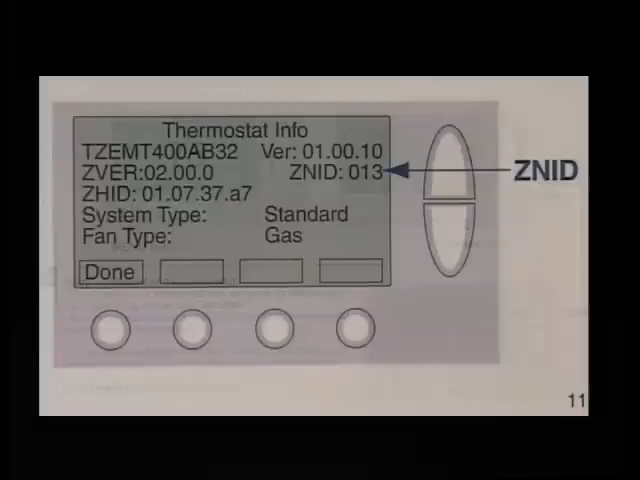 Thermostat Info
TZEMT400AB32 Ver: 01.00.10
ZVER:02.00.0 ZNID: 013
ZNID
ZHID: 01.07.37.a7
System Type: Standard
Fan Type: Gas
Done
11